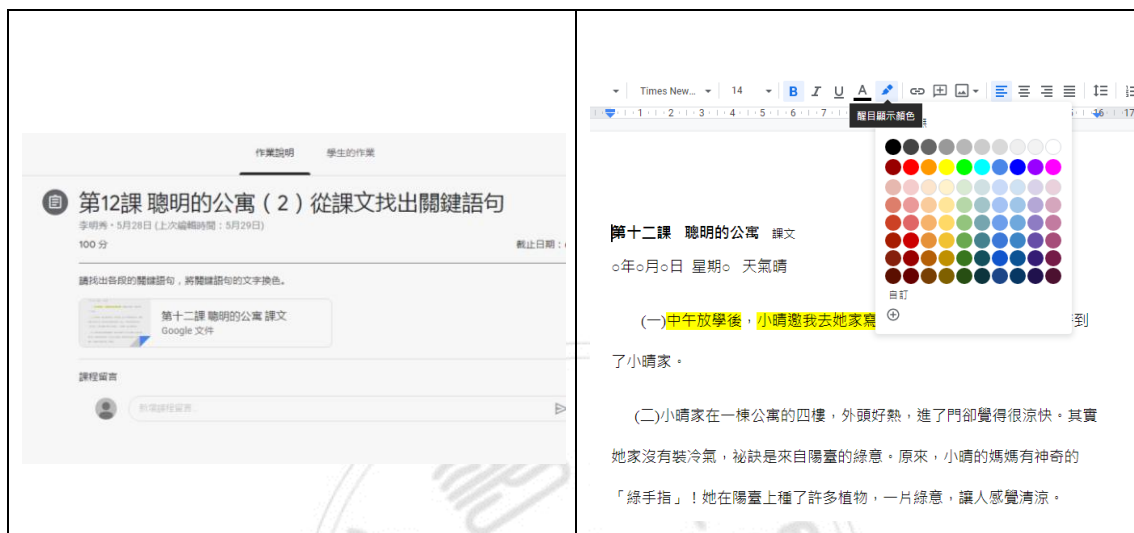 作業說明
學生的作業
第12課 聰明的公寓（2）從課文找出關鍵語句
李明秀・5月28日 (上次編輯時間：5月29日)
100 分
截止日期：
請找出各段的關鍵語句，將關鍵語句的文字換色。
第十二課 聰明的公寓 課文
Google 文件
課程留言
新增課程留言…
Times New...
14
B I U A
醒目顯示顏色
1 2 3 4 5 6 7
16 17
自訂
第十二課 聰明的公寓 課文
○年○月○日 星期○ 天氣晴
(一)中午放學後，小晴邀我去她家寫
到
了小晴家。
(二)小晴家在一棟公寓的四樓，外頭好熱，進了門卻覺得很涼快。其實
她家沒有裝冷氣，祕訣是來自陽臺的綠意。原來，小晴的媽媽有神奇的
「綠手指」！她在陽臺上種了許多植物，一片綠意，讓人感覺清涼。